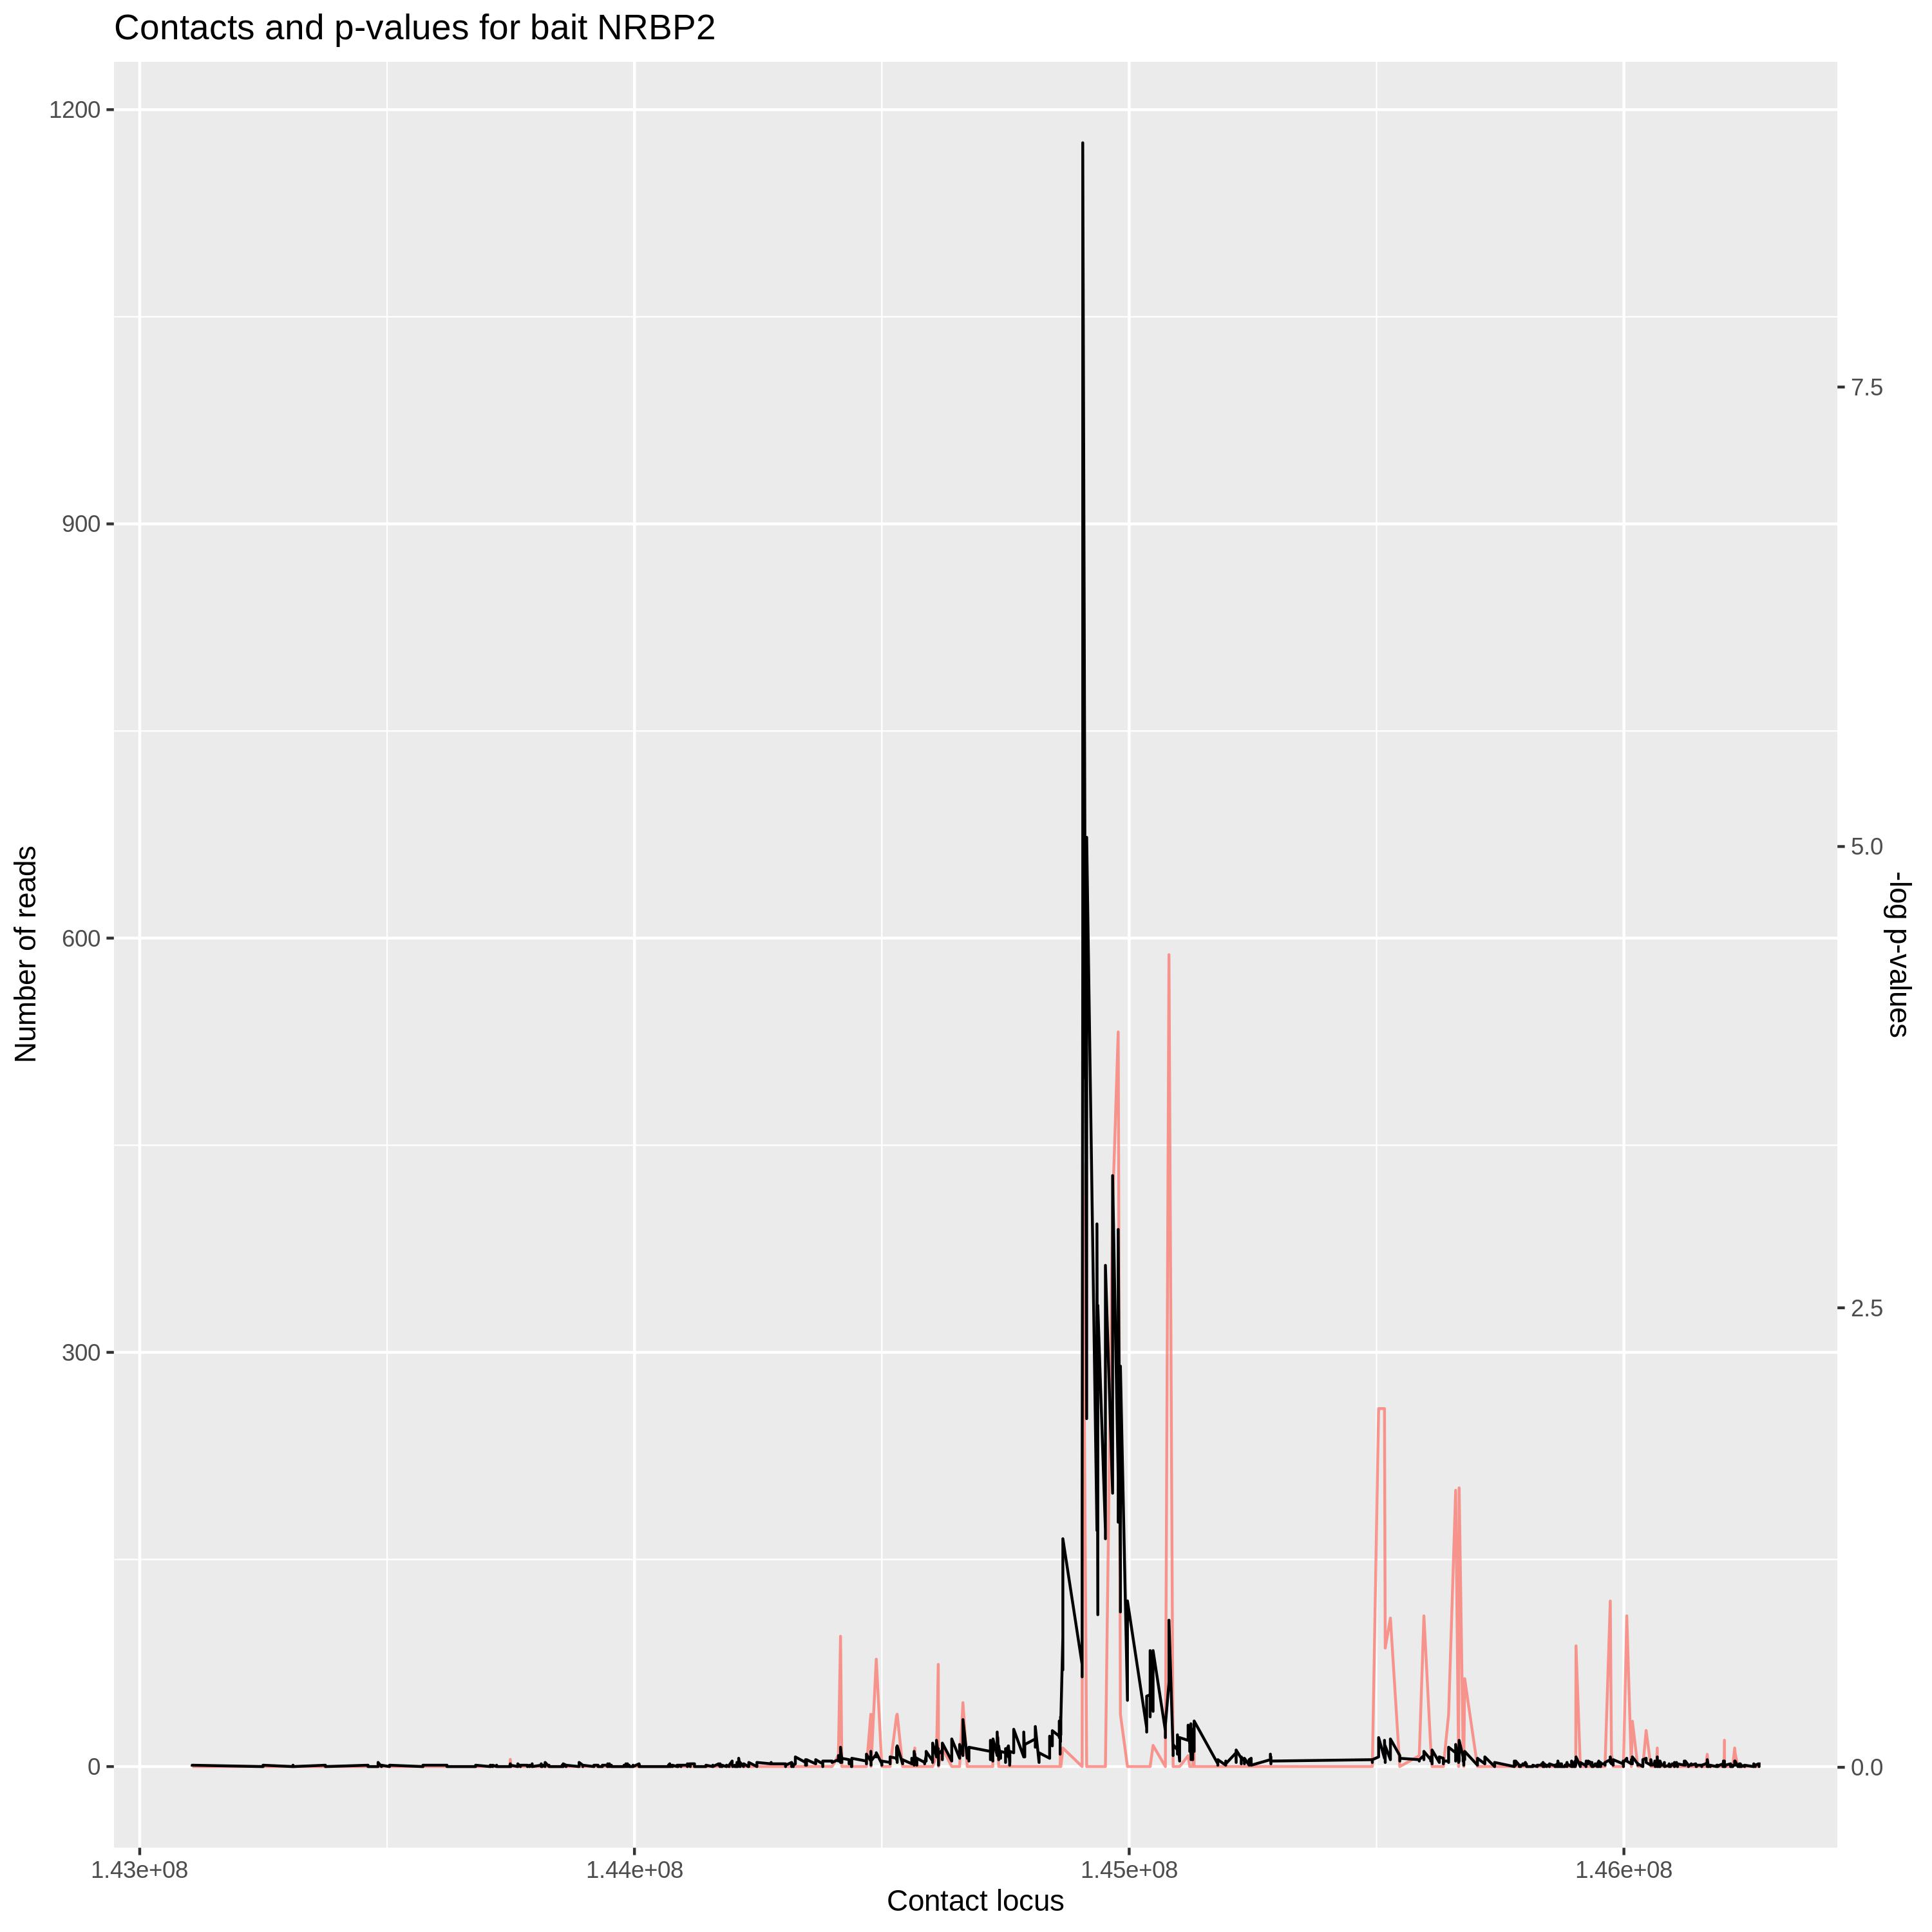 Contacts and p-values for bait NRBP2
1200
900
600
300
0
Number of reads
7.5
5.0
2.5
0.0
-log p-values
1.43e+08
1.44e+08
1.45e+08
1.46e+08
Contact locus